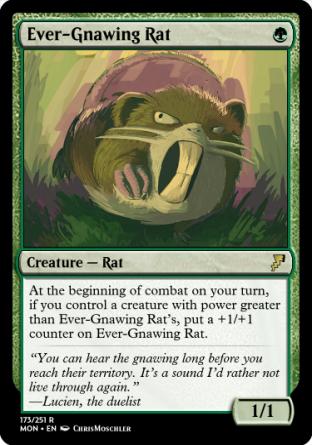 Ever-Gnawing Rat
Creature — Rat
At the beginning of combat on your turn,
if you control a creature with power greater
than Ever-Gnawing Rat's, put a +1/+1
counter on Ever-Gnawing Rat.
“You can hear the gnawing long before you
reach their territory. It's a sound I'd rather not
live through again.”
—Lucien, the duelist
1/1
173/251 R
MON • EN ChrisMoschler